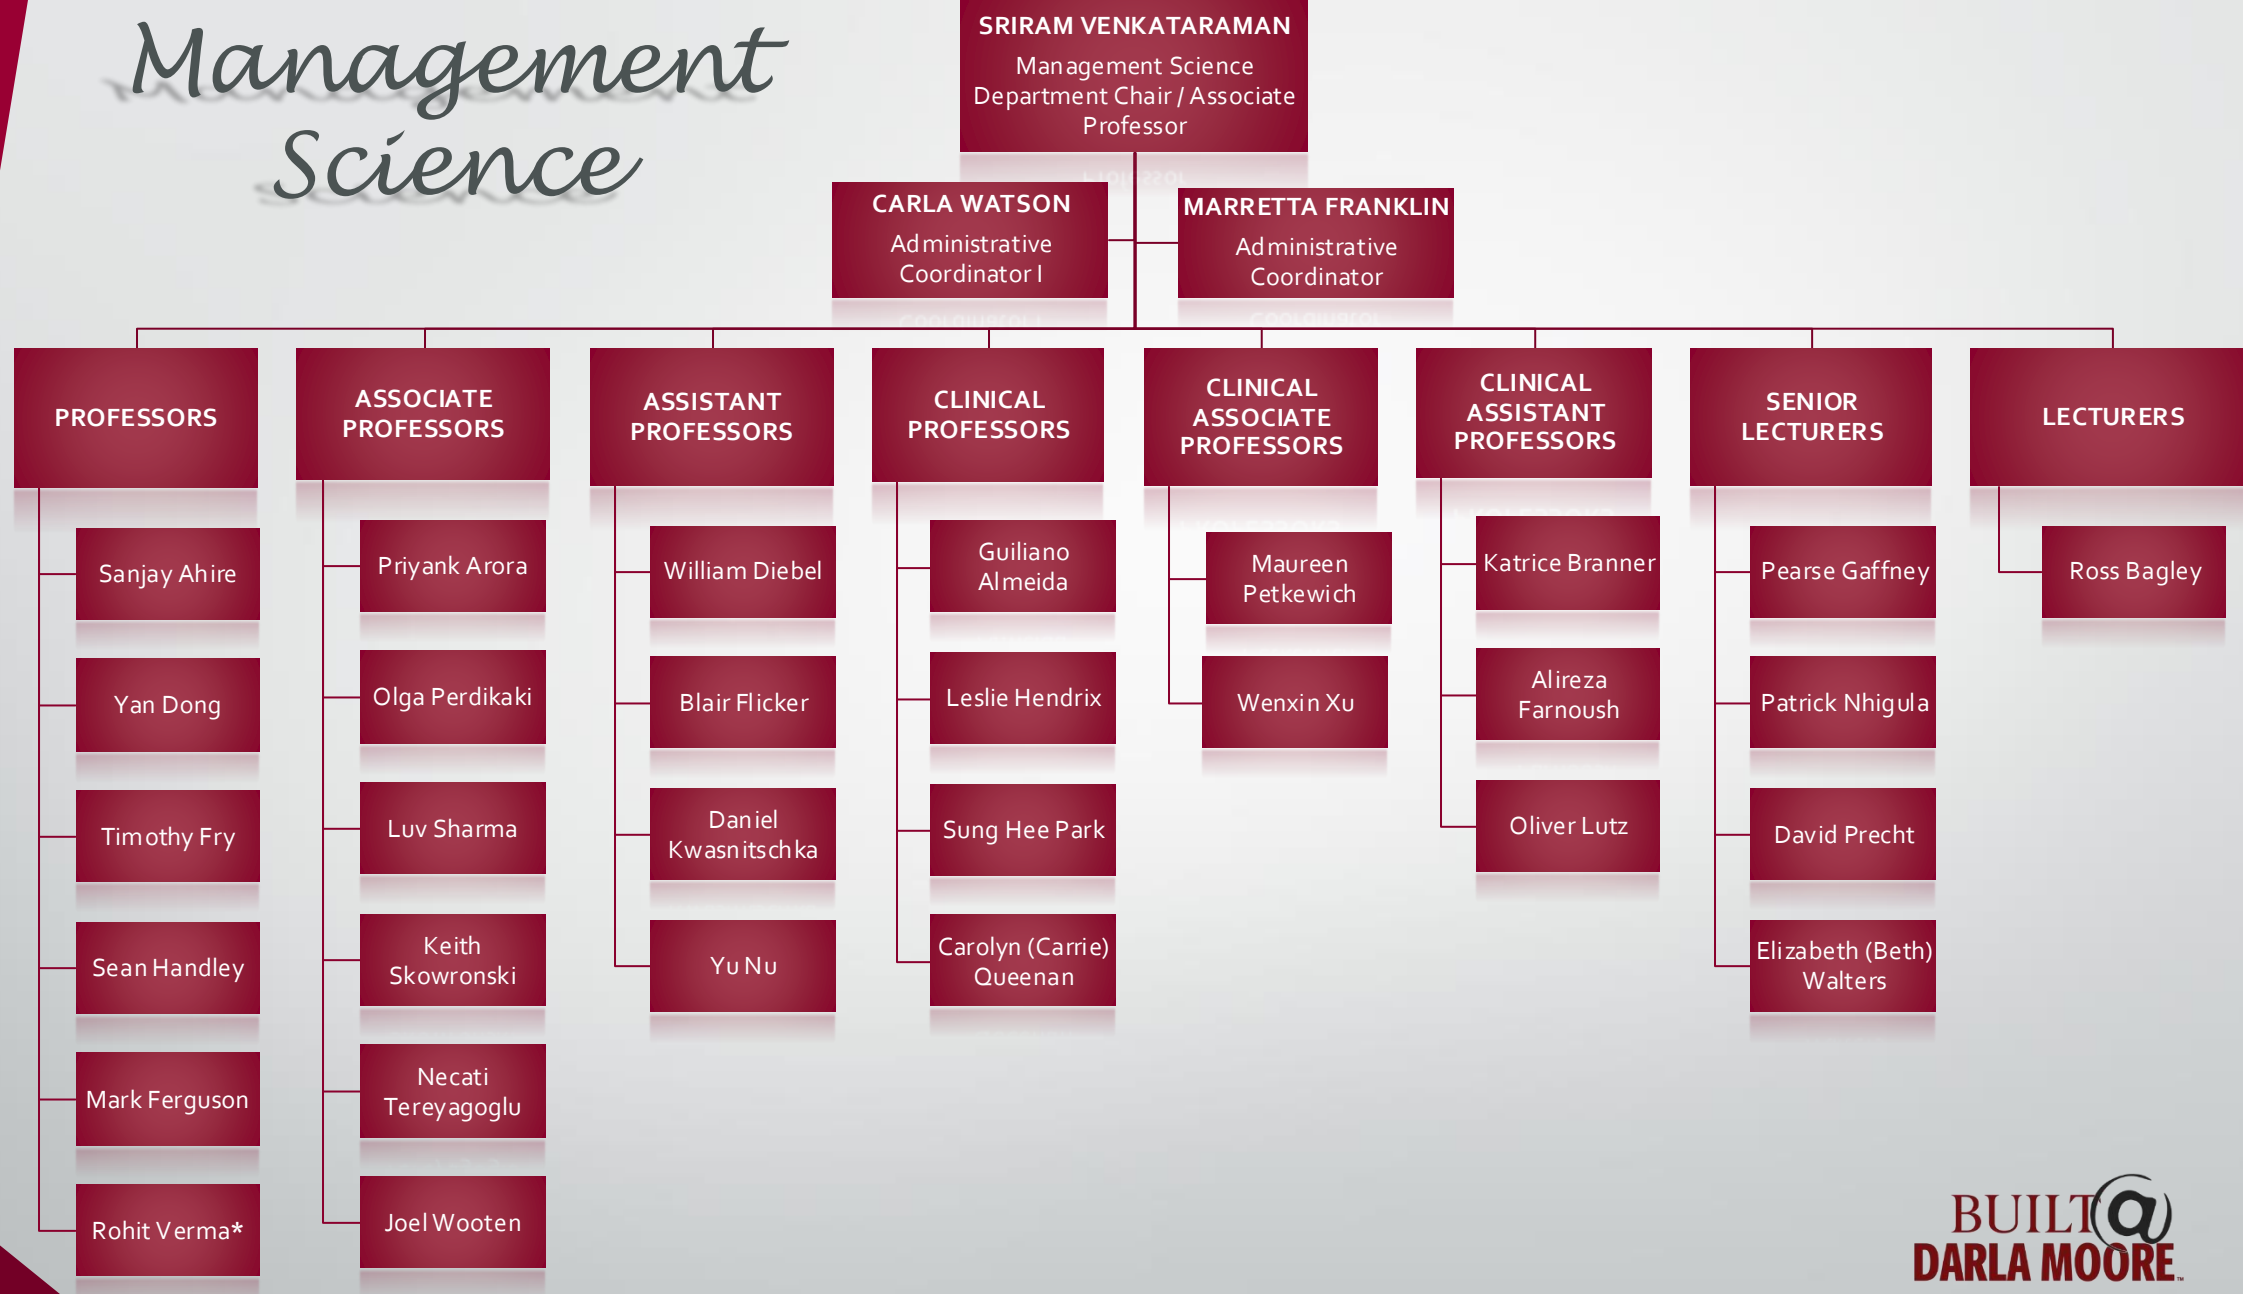 Management
Science
SRIRAM VENKATARAMAN
Management Science
Department Chair / Associate
Professor
CARLA WATSON
Administrative
Coordinator I
MARRETTA FRANKLIN
Administrative
Coordinator
PROFESSORS
Sanjay Ahire
Yan Dong
Timothy Fry
Sean Handley
Mark Ferguson
Rohit Verma*
ASSOCIATE
PROFESSORS
Priyank Arora
Olga Perdikaki
Luv Sharma
Keith
Skowronski
Necati
Tereyagoglu
Joel Wooten
ASSISTANT
PROFESSORS
William Diebel
Blair Flicker
Daniel
Kwasnitschka
Yu Nu
CLINICAL
PROFESSORS
Guiliano
Almeida
Leslie Hendrix
Sung Hee Park
Carolyn (Carrie)
Queenan
CLINICAL
ASSOCIATE
PROFESSORS
Maureen
Petkewich
Wenxin Xu
CLINICAL
ASSISTANT
PROFESSORS
Katrice Branner
Alireza
Farnoush
Oliver Lutz
SENIOR
LECTURERS
Pearse Gaffney
Patrick Nhigula
David Precht
Elizabeth (Beth)
Walters
LECTURERS
Ross Bagley
BUILT@
DARLA MOORE™